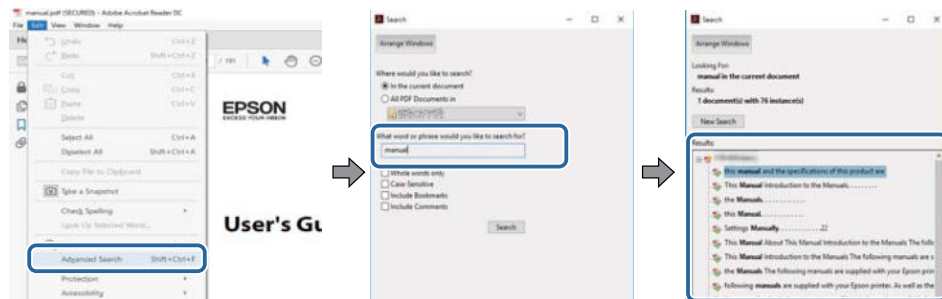 manual.pdf (SECURED) - Adobe Acrobat Reader DC
File Edit View Window Help
Undo Ctrl+Z
Redo Shift+Ctrl+Z
Cut Ctrl+X
Copy Ctrl+C
Paste Ctrl+V
Delete
Select All Ctrl+A
Deselect All Shift+Ctrl+A
Copy File to Clipboard
Take a Snapshot
Check Spelling
Look Up Selected Word...
Advanced Search Shift+Ctrl+F
Protection
Accessibility
/ 181
EPSON
EXCEED YOUR VISION
User's Gu
Search
Arrange Windows
Where would you like to search?
In the current document
All PDF Documents in
What word or phrase would you like to search for?
manual
Whole words only
Case-Sensitive
Include Bookmarks
Include Comments
Search
Search
Arrange Windows
Looking For:
manual in the current document
Results:
1 document(s) with 76 instance(s)
New Search
Results:
this manual and the specifications of this product are
This Manual Introduction to the Manuals.........
the Manuals............
this Manual............
Settings Manually............22
This Manual About This Manual Introduction to the Manuals The follo
This Manual Introduction to the Manuals The following manuals are s
the Manuals The following manuals are supplied with your Epson prin
following manuals are supplied with your Epson printer. As well as the